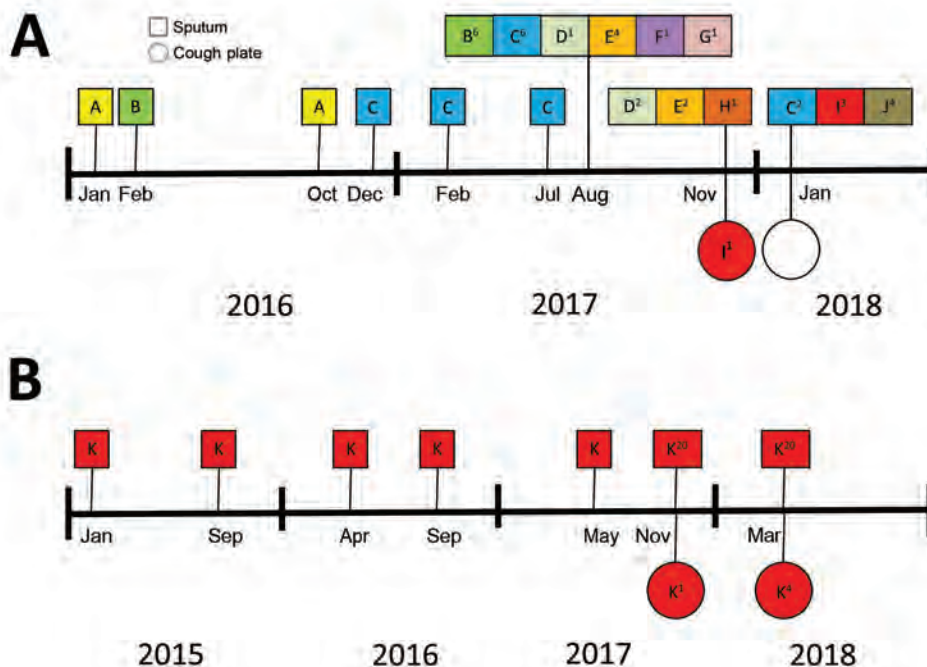 A
Sputum
Cough plate
B⁶ C⁶ D¹ E⁴ F¹ G¹
A B A C C C D² E² H¹ C² I J
Jan Feb Oct Dec Feb Jul Aug Nov Jan
I¹
2016 2017 2018
B
K K K K K K²⁰ K²⁰
Jan Sep Apr Sep May Nov Mar
K¹ K⁴
2015 2016 2017 2018